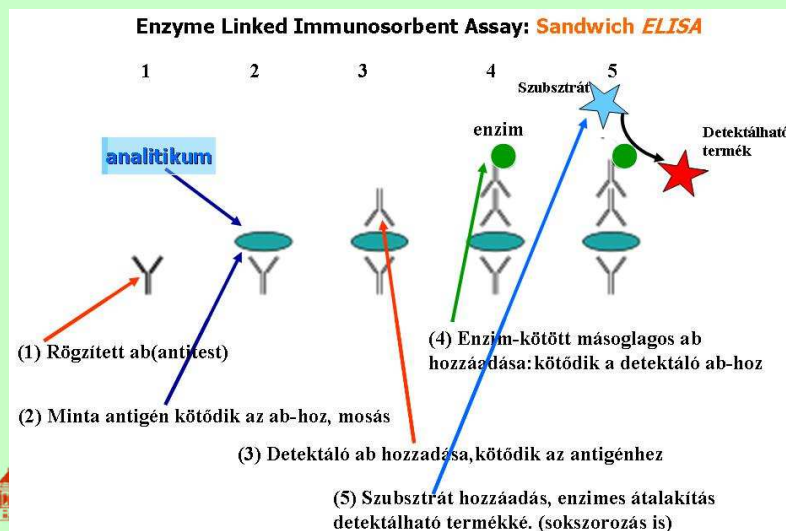 Enzyme Linked Immunosorbent Assay: Sandwich ELISA
1 2 3 4 5
Szubsztrát
enzim
Detektálható
termék
analitikum
(1) Rögzített ab(antitest)
(4) Enzim-kötött másoglagos ab
hozzáadása:kötődik a detektáló ab-hoz
(2) Minta antigén kötődik az ab-hoz, mosás
(3) Detektáló ab hozzadása,kötődik az antigénhez
(5) Szubsztrát hozzáadás, enzimes átalakítás
detektálható termékké. (sokszorozás is)